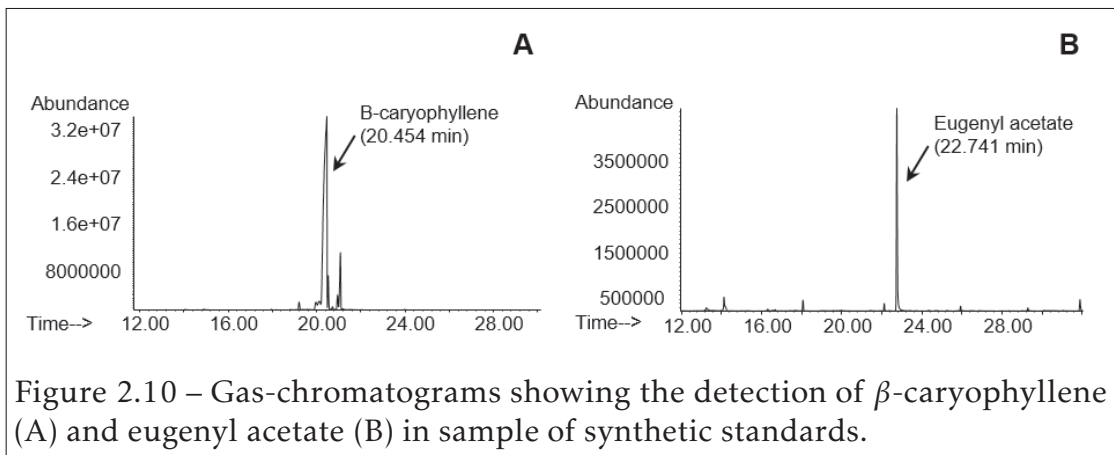 A
Abundance
3.2e+07
2.4e+07
1.6e+07
8000000
B-caryophyllene
(20.454 min)
Time-->
12.00 16.00 20.00 24.00 28.00
B
Abundance
3500000
2500000
1500000
500000
Eugenyl acetate
(22.741 min)
Time-->
12.00 16.00 20.00 24.00 28.00
Figure 2.10 – Gas-chromatograms showing the detection of β-caryophyllene
(A) and eugenyl acetate (B) in sample of synthetic standards.